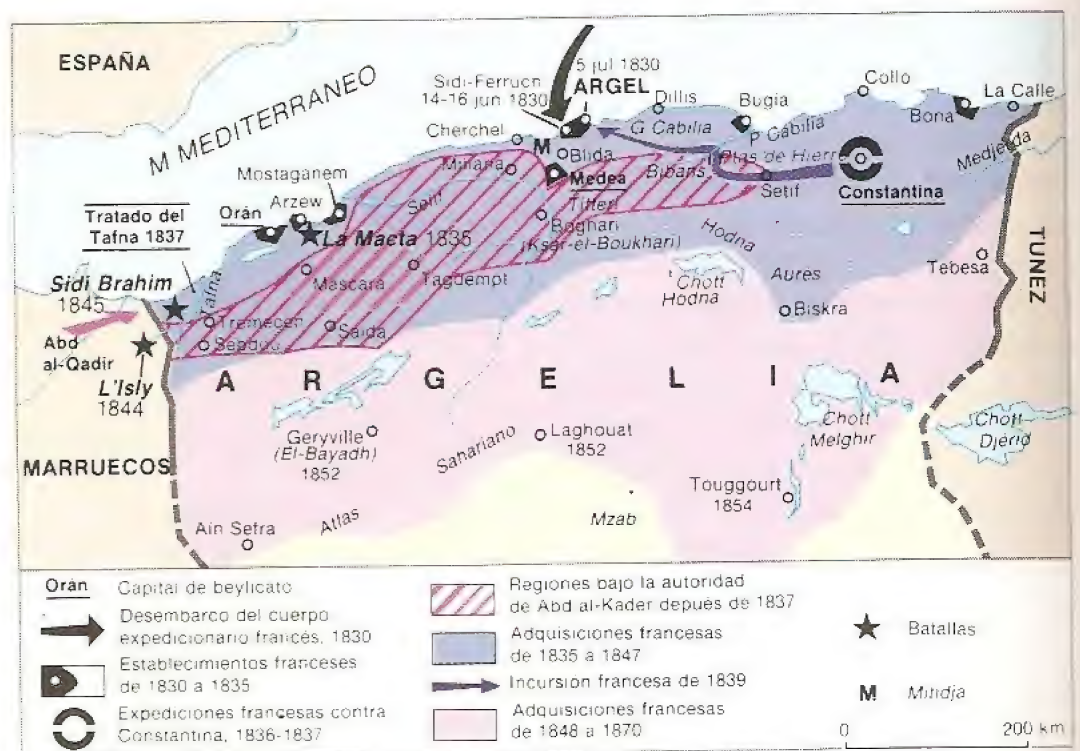 ESPAÑA
M MEDITERRANEO
5 jul 1830
ARGEL
Sidi-Ferruch
14-16 jun 1830
Cherchel
M
Dillis
Bugia
Collo
La Calle
Bona
G Cabilia
P Cabilia
Medjerda
Blida
Miliana
Medea
Titteri
Bibans
Ptas de Hierro
Setif
Constantina
Mostaganem
Arzew
Orán
Selif
La Macta 1835
Tratado del
Tafna 1837
Boghari
(Ksar-el-Boukhari)
Hodna
Tebesa
TUNEZ
Mascara
Tagdempt
Chott
Hodna
Aures
Biskra
Sidi Brahim
1845
Tafna
Tremecen
Sebdou
Saida
Abd
al-Qadir
L'Isly
1844
A R G E L I A
MARRUECOS
Geryville
(El-Bayadh)
1852
Sahariano
Laghouat
1852
Chott
Melghir
Chott
Djérid
Touggourt
1854
Ain Sefra
Atlas
Mzab
Orán Capital de beylicato
Desembarco del cuerpo
expedicionario francés, 1830
Establecimientos franceses
de 1830 a 1835
Expediciones francesas contra
Constantina, 1836-1837
Regiones bajo la autoridad
de Abd al-Kader depués de 1837
Adquisiciones francesas
de 1835 a 1847
Incursión francesa de 1839
Adquisiciones francesas
de 1848 a 1870
Batallas
M Mitidja
0 200 km